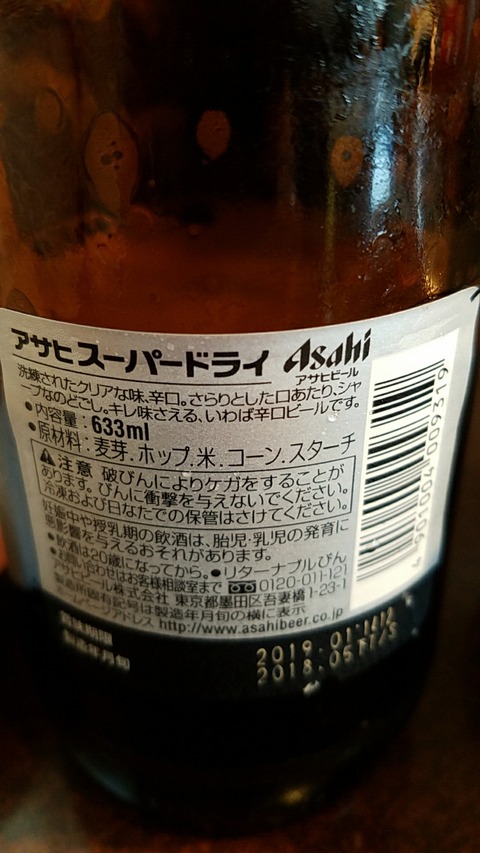 アサヒスーパードライ Asahi
アサヒビール
洗練されたクリアな味、辛口。さらりとした口あたり、シャ
ープなのどごし。キレ味さえる、いわば辛口ビールです。
●内容量:633ml
●原材料:麦芽、ホップ、米、コーン、スターチ
⚠注意 破びんによりケガをすることが
あります。びんに衝撃を与えないでください。
冷凍および日なたでの保管はさけてください。
妊娠中や授乳期の飲酒は、胎児・乳児の発育に
悪影響を与えるおそれがあります。
●飲酒は20歳になってから。●リターナブルびん
●お問い合わせはお客様相談室まで 0120-011-121
アサヒビール株式会社 東京都墨田区吾妻橋1-23-1
製造所固有記号は製造年月旬の横に表示
ホームページアドレス http://www.asahibeer.co.jp
4901004009319
賞味期限 2019.01
製造年月旬 2018.05